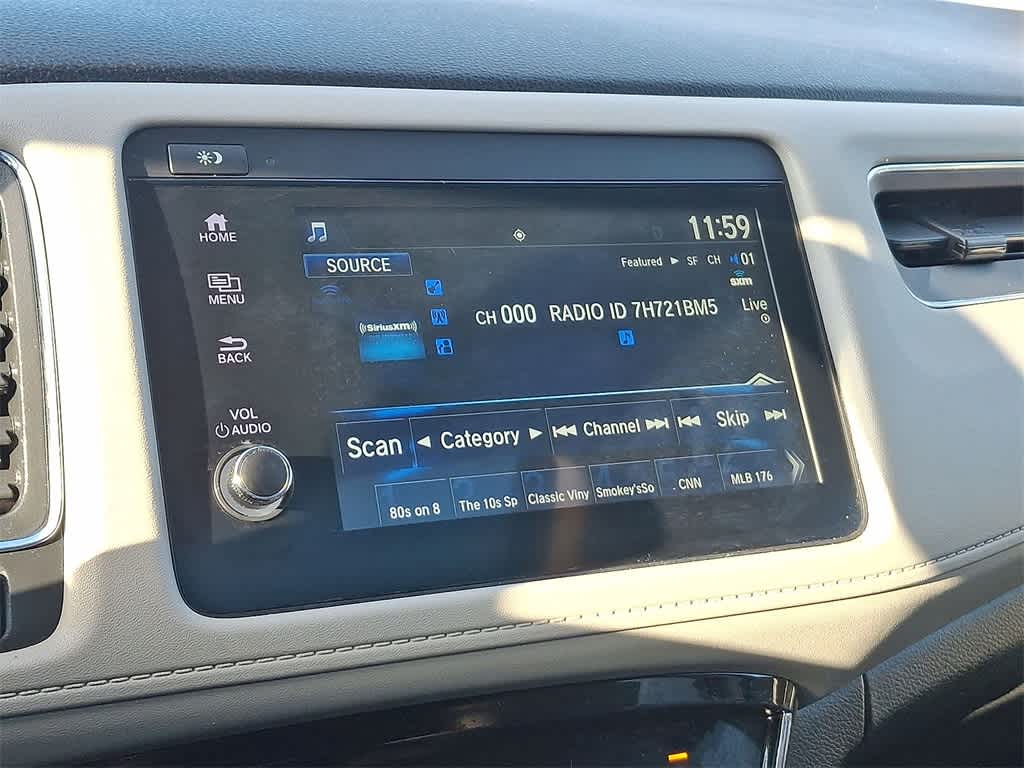 HOME
MENU
BACK
VOL
AUDIO
11:59
SOURCE
Featured ▶ SF CH 01
sxm
((SiriusXM))
CH 000 RADIO ID 7H721BM5
Live
Scan ◀ Category ▶ Channel Skip
80s on 8 The 10s Sp Classic Viny Smokey'sSo CNN MLB 176